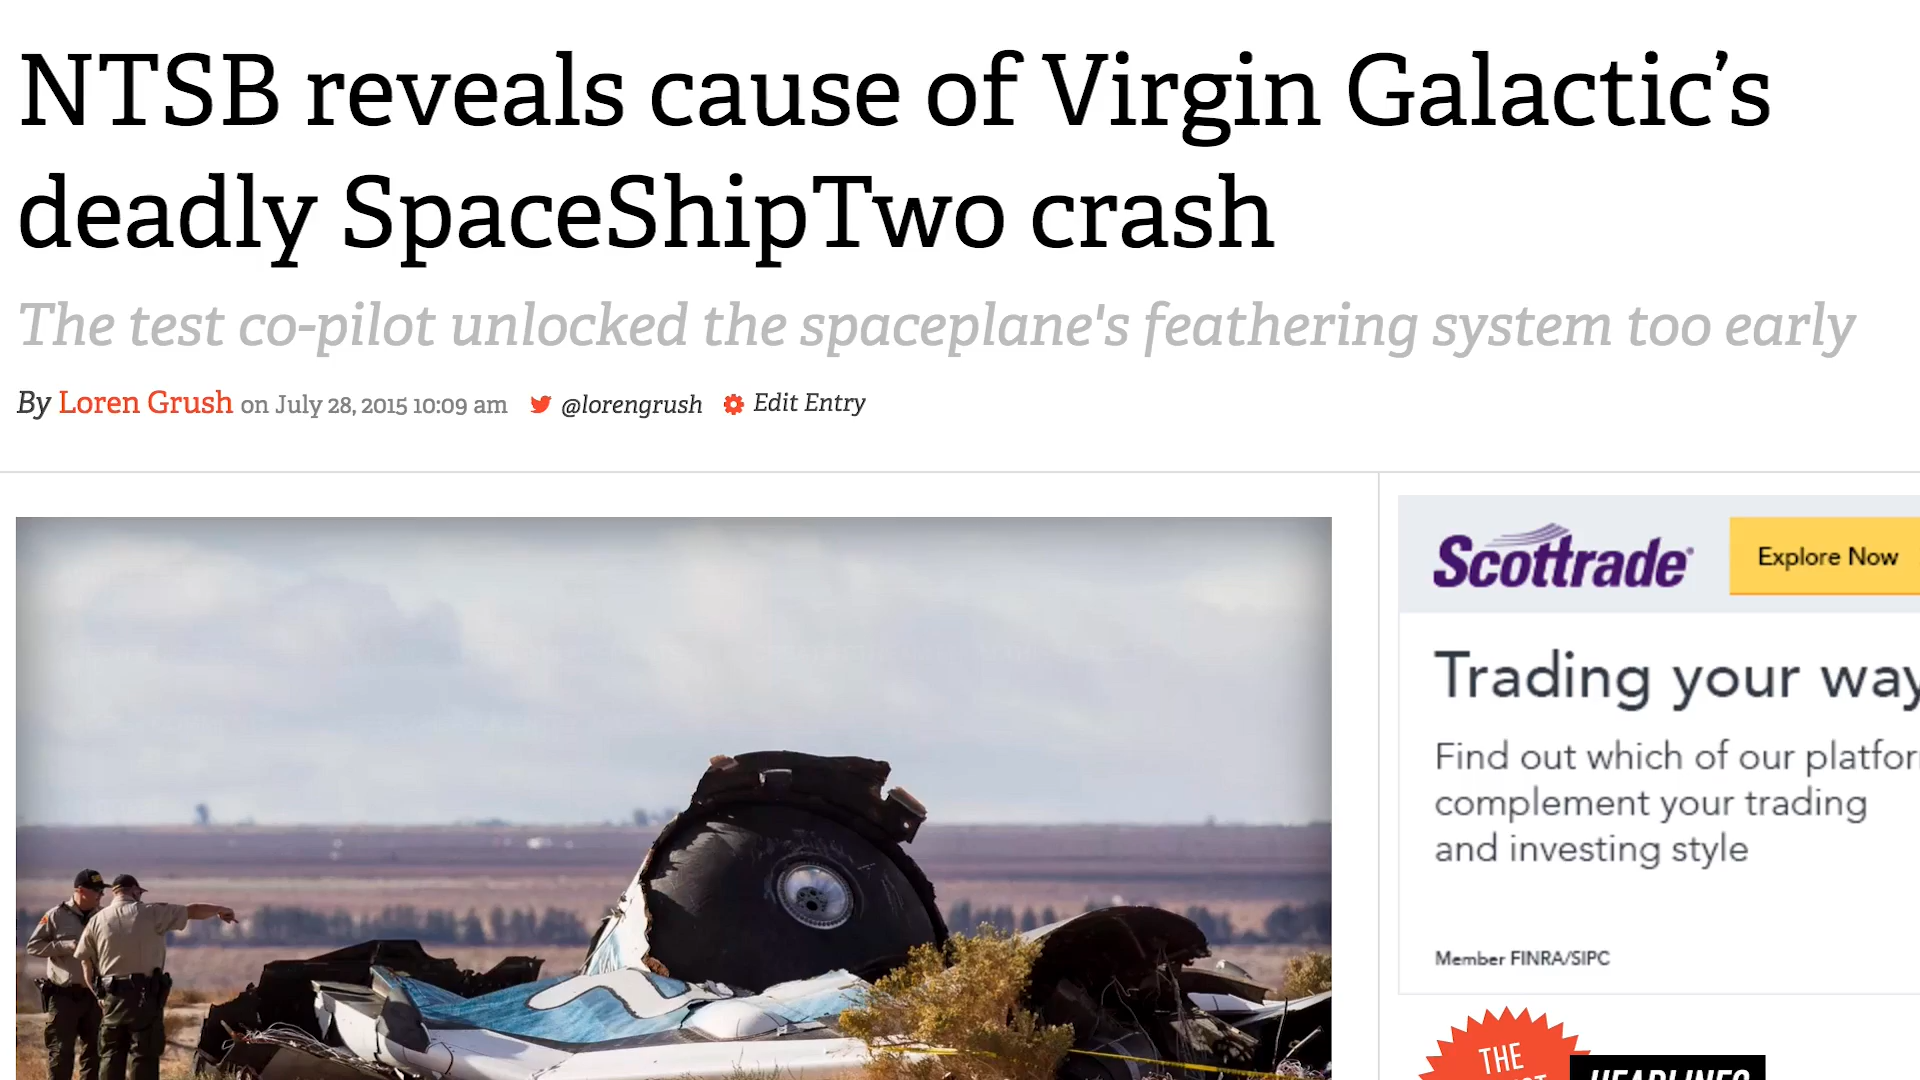 NTSB reveals cause of Virgin Galactic’s
deadly SpaceShipTwo crash
The test co-pilot unlocked the spaceplane's feathering system too early
By Loren Grush on July 28, 2015 10:09 am @lorengrush Edit Entry
Scottrade
Explore Now
Trading your way
Find out which of our
complement your trading
and investing style
Member FINRA/SIPC
THE
HEADLINES